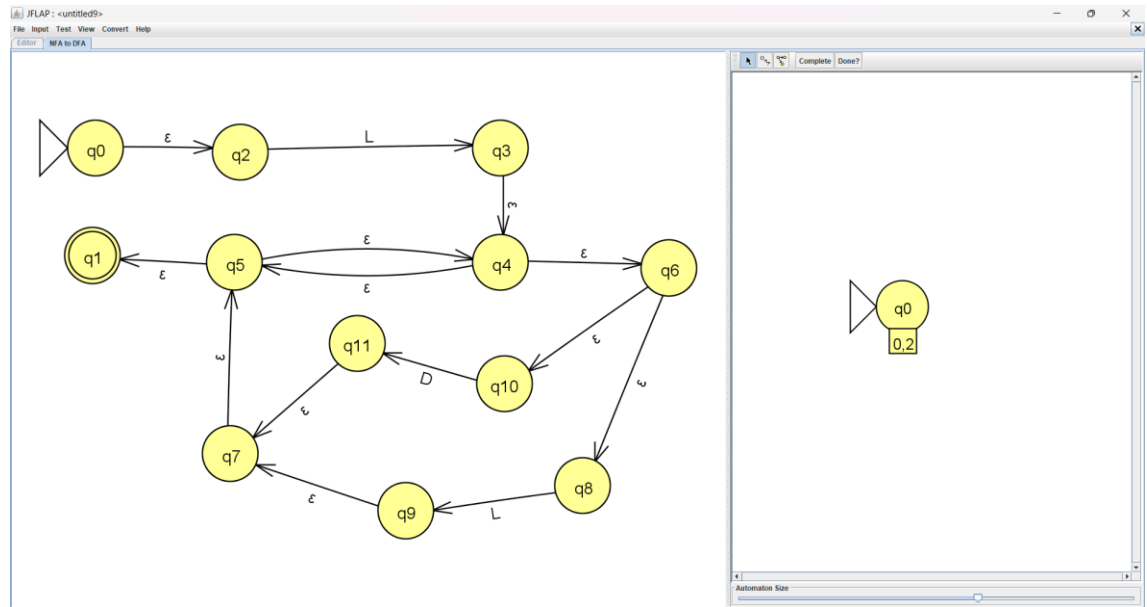 JFLAP : <untitled9>
File Input Test View Convert Help
Editor NFA to DFA
Complete Done?
q0 ε q2 L q3
ε
q1 ε q5 ε ε q4 ε q6
ε q11 D q10 ε ε
ε
q7 ε q9 L q8
q0
0,2
Automaton Size